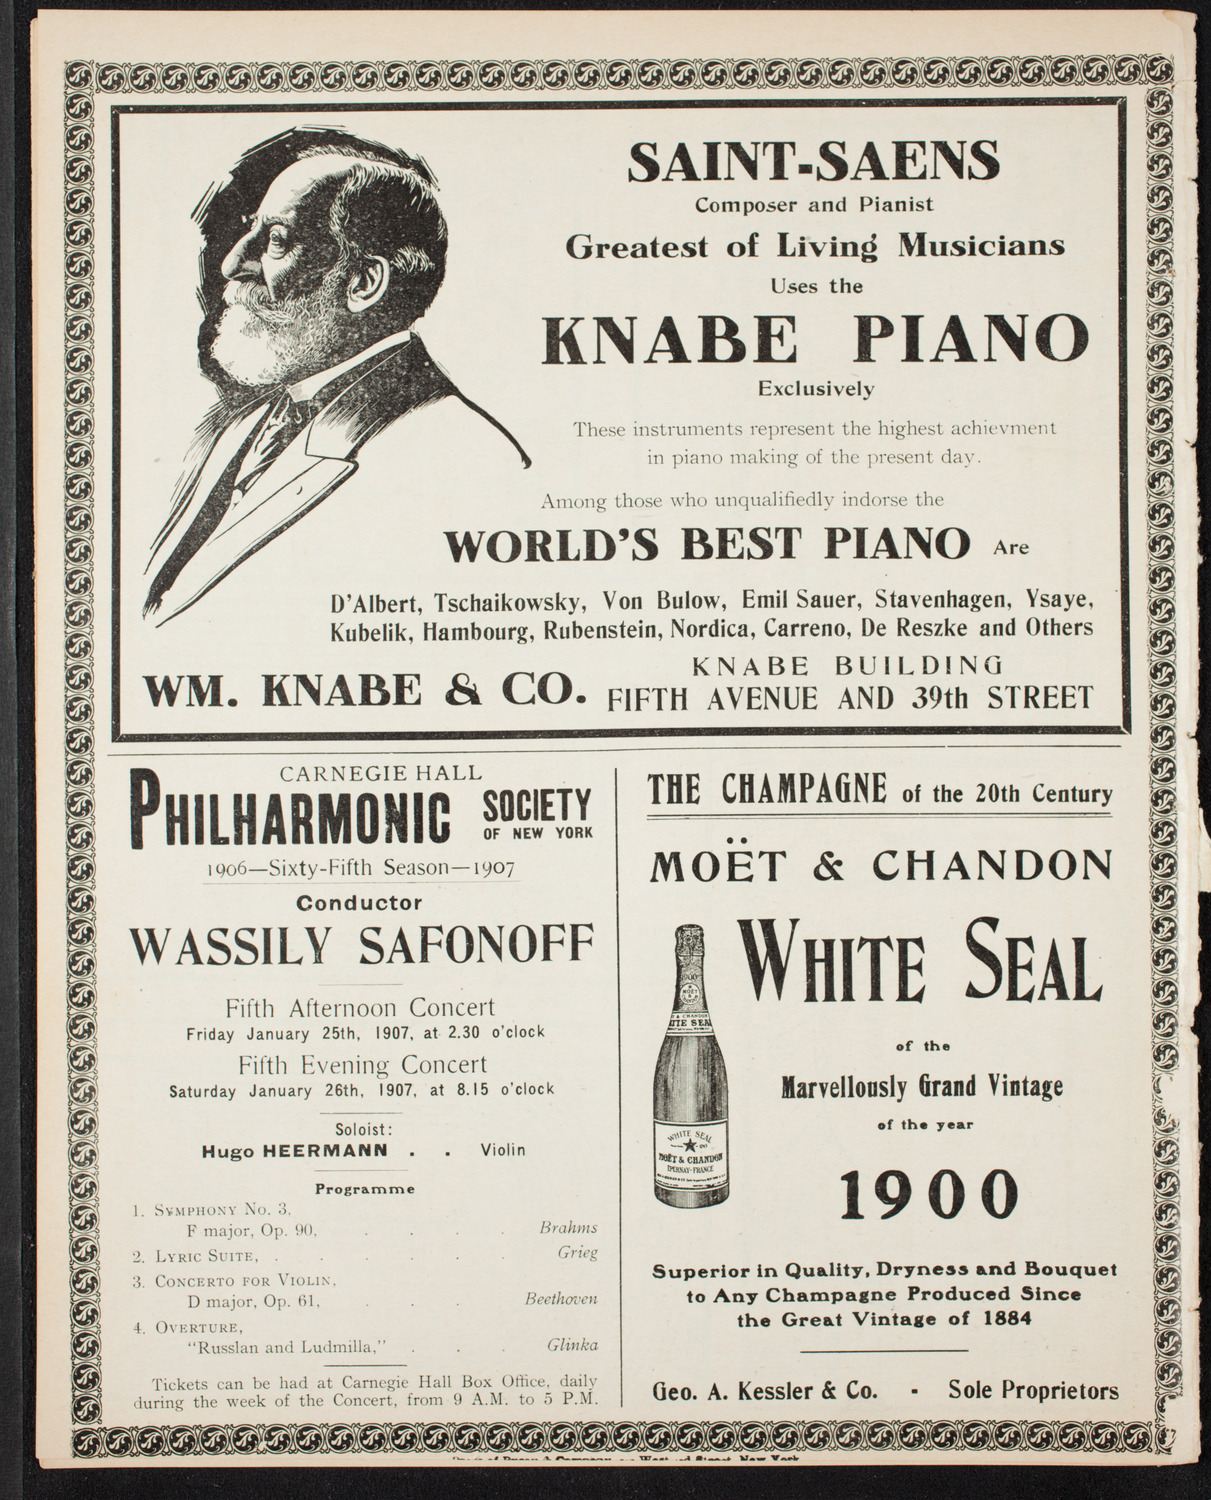 SAINT-SAENS
Composer and Pianist
Greatest of Living Musicians
Uses the
KNABE PIANO
Exclusively
These instruments represent the highest achievment
in piano making of the present day.
Among those who unqualifiedly indorse the
WORLD'S BEST PIANO Are
D'Albert, Tschaikowsky, Von Bulow, Emil Sauer, Stavenhagen, Ysaye,
Kubelik, Hambourg, Rubenstein, Nordica, Carreno, De Reszke and Others
WM. KNABE & CO.
KNABE BUILDING
FIFTH AVENUE AND 39th STREET
CARNEGIE HALL
PHILHARMONIC SOCIETY
OF NEW YORK
1906—Sixty-Fifth Season—1907
Conductor
WASSILY SAFONOFF
Fifth Afternoon Concert
Friday January 25th, 1907, at 2.30 o'clock
Fifth Evening Concert
Saturday January 26th, 1907, at 8.15 o'clock
Soloist:
Hugo HEERMANN . . Violin
Programme
1. SYMPHONY NO. 3,
F major, Op. 90, . . . . Brahms
2. LYRIC SUITE, . . . . . . Grieg
3. CONCERTO FOR VIOLIN,
D major, Op. 61, . . . Beethoven
4. OVERTURE,
"Russlan and Ludmilla," . . . Glinka
Tickets can be had at Carnegie Hall Box Office, daily
during the week of the Concert, from 9 A.M. to 5 P.M.
THE CHAMPAGNE of the 20th Century
MOËT & CHANDON
WHITE SEAL
of the
Marvellously Grand Vintage
of the year
1900
WHITE SEAL
MOËT & CHANDON
EPERNAY-FRANCE
Superior in Quality, Dryness and Bouquet
to Any Champagne Produced Since
the Great Vintage of 1884
Geo. A. Kessler & Co. - Sole Proprietors